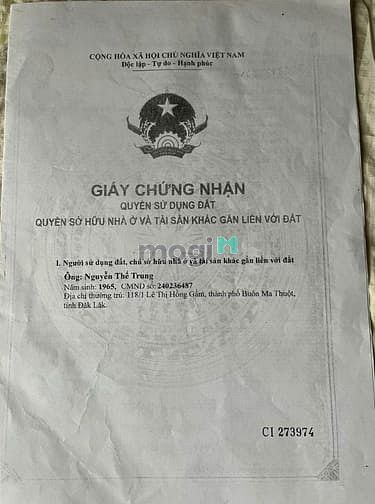 CỘNG HÒA XÃ HỘI CHỦ NGHĨA VIỆT NAM
Độc lập - Tự do - Hạnh phúc
GIẤY CHỨNG NHẬN
QUYỀN SỬ DỤNG ĐẤT
QUYỀN SỞ HỮU NHÀ Ở VÀ TÀI SẢN KHÁC GẮN LIỀN VỚI ĐẤT
mogi
I. Người sử dụng đất, chủ sở hữu nhà ở và tài sản khác gắn liền với đất
Ông: Nguyễn Thế Trung
Năm sinh: 1965, CMND số: 240236487
Địa chỉ thường trú: 118/1 Lê Thị Hồng Gấm, thành phố Buôn Ma Thuột,
tỉnh Đắk Lắk.
CI 273974